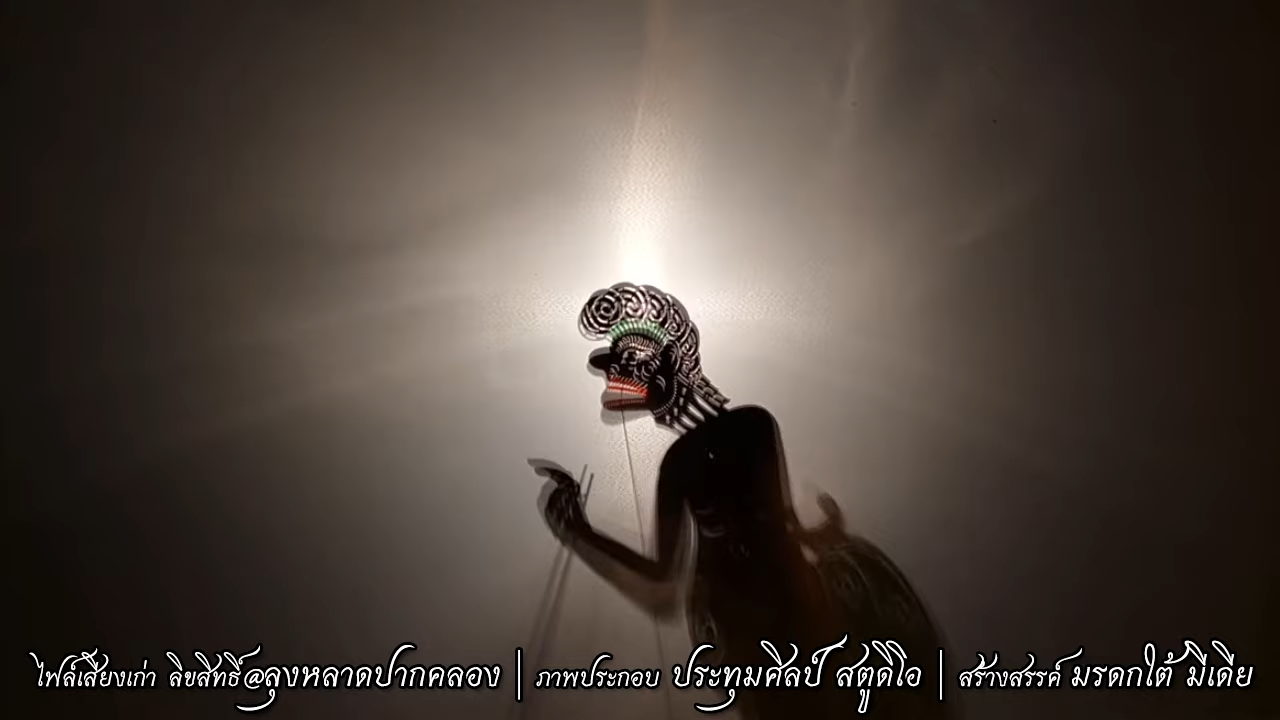 ไฟล์เสียงเก่า ลิขสิทธิ์@ลุงหลาดปากคลอง | ภาพประกอบ ประทุมศิลป์ สตูดิโอ | สร้างสรรค์ มรดกใต้ มีเดีย